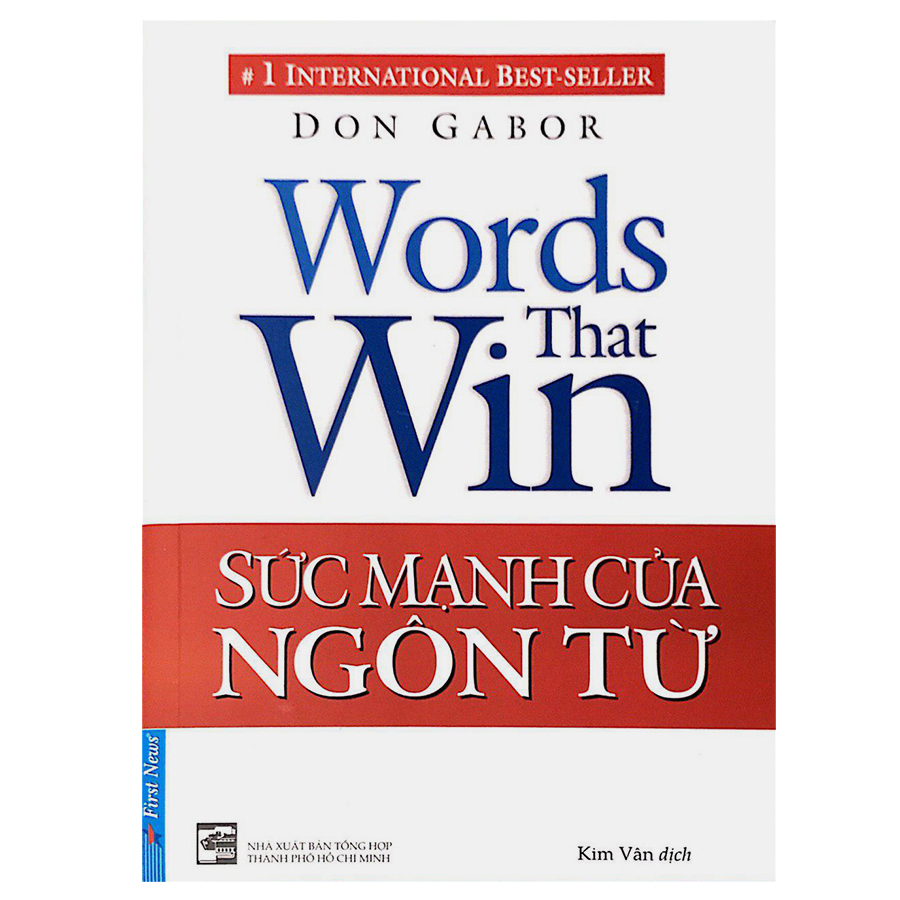 # 1 INTERNATIONAL BEST-SELLER
DON GABOR
Words
That
Win
SỨC MẠNH CỦA
NGÔN TỪ
First News
NHÀ XUẤT BẢN TỔNG HỢP
THÀNH PHỐ HỒ CHÍ MINH
Kim Vân dịch